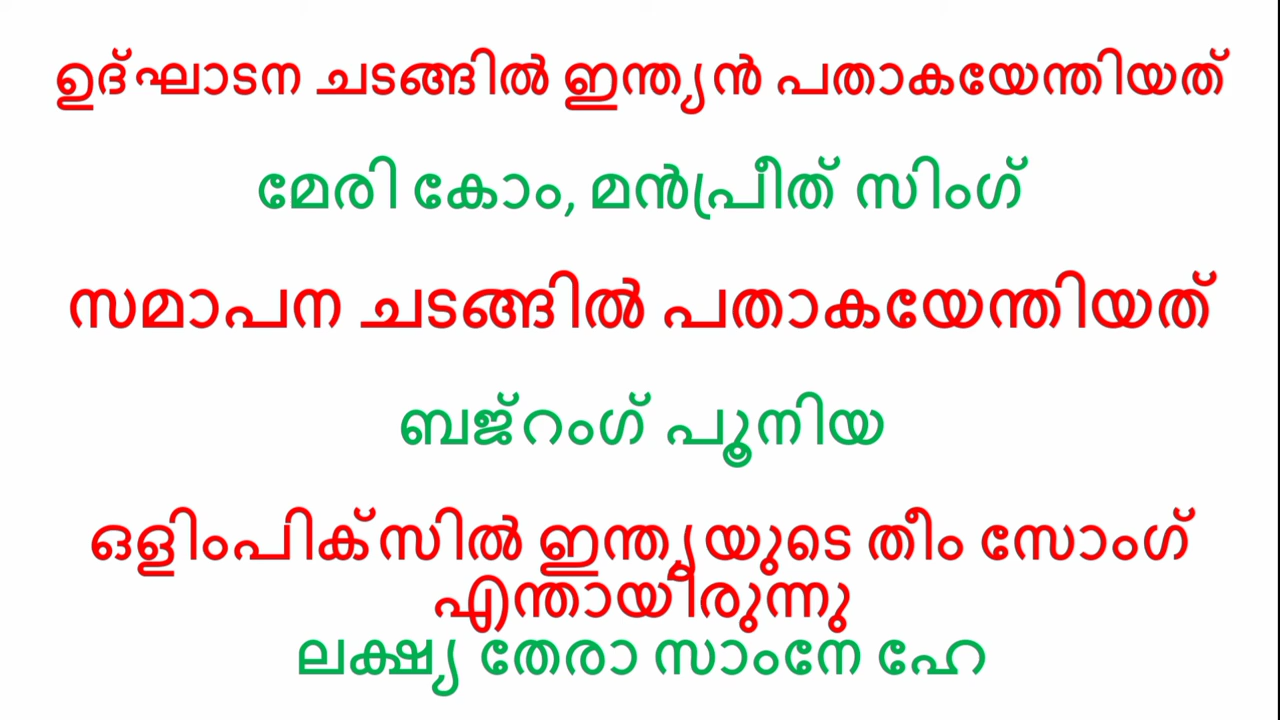 ഉദ്ഘാടന ചടങ്ങിൽ ഇന്ത്യൻ പതാകയേന്തിയത്
മേരി കോം, മൻപ്രീത് സിംഗ്
സമാപന ചടങ്ങിൽ പതാകയേന്തിയത്
ബജ്റംഗ് പൂനിയ
ഒളിംപിക്സിൽ ഇന്ത്യയുടെ തീം സോംഗ്
എന്തായിരുന്നു
ലക്ഷ്യ തേരാ സാംനേ ഹേ